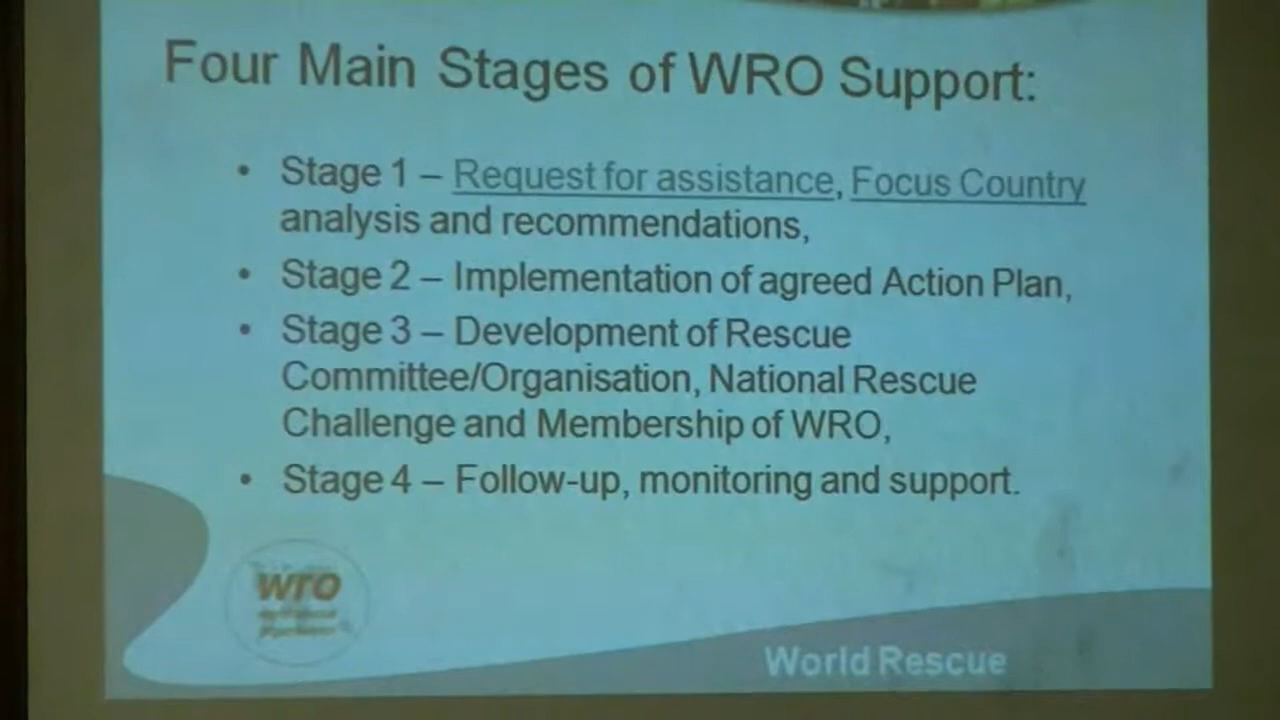 Four Main Stages of WRO Support:
• Stage 1 – Request for assistance, Focus Country
analysis and recommendations,
• Stage 2 – Implementation of agreed Action Plan,
• Stage 3 – Development of Rescue
Committee/Organisation, National Rescue
Challenge and Membership of WRO,
• Stage 4 – Follow-up, monitoring and support.
wro
World Rescue